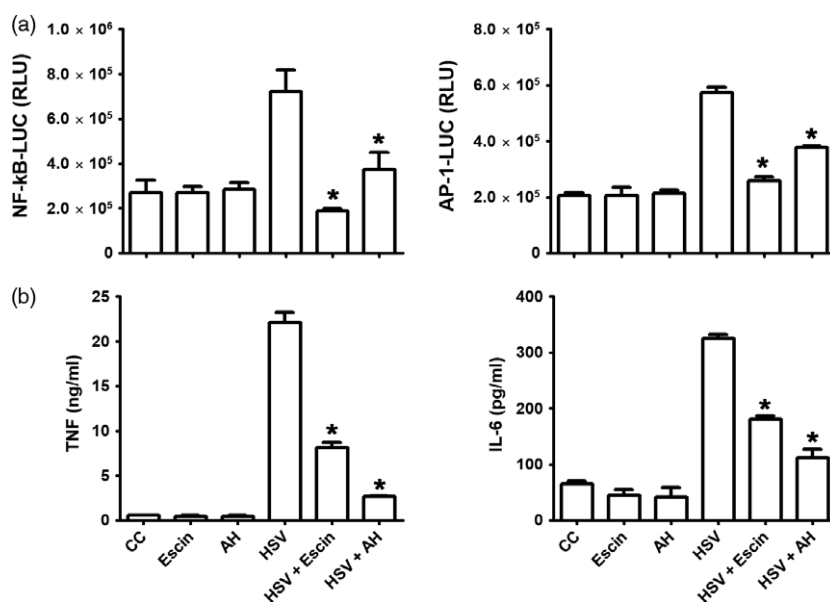 (a)
NF-kB-LUC (RLU)
1.0 × 10⁶
8.0 × 10⁵
6.0 × 10⁵
4.0 × 10⁵
2.0 × 10⁵
0
*
*
AP-1-LUC (RLU)
8.0 × 10⁵
6.0 × 10⁵
4.0 × 10⁵
2.0 × 10⁵
0
*
*
(b)
TNF (ng/ml)
25
20
15
10
5
0
*
*
CC
Escin
AH
HSV
HSV + Escin
HSV + AH
IL-6 (pg/ml)
400
300
200
100
0
*
*
CC
Escin
AH
HSV
HSV + Escin
HSV + AH